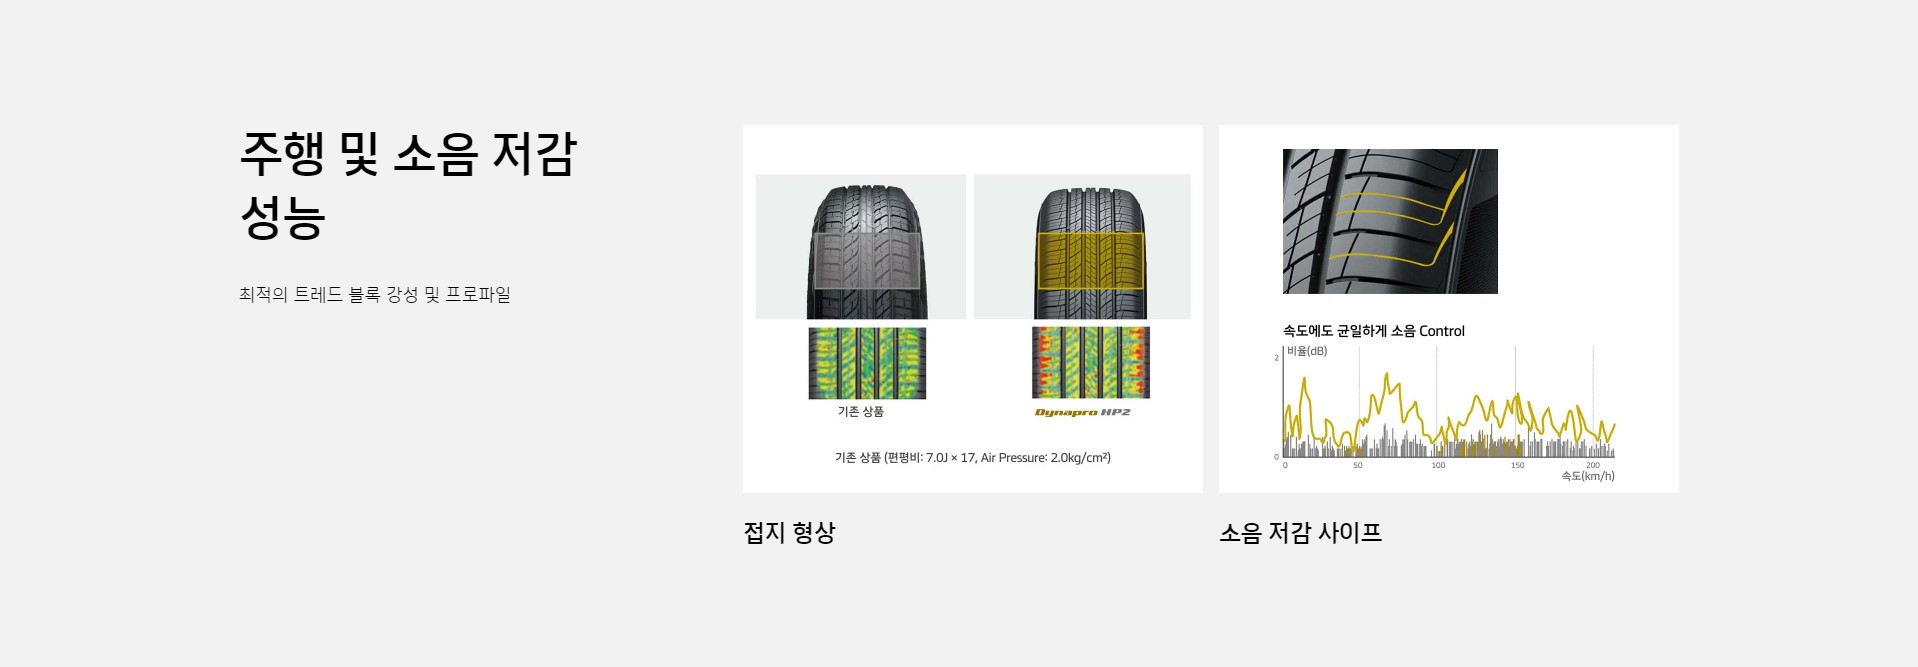 주행 및 소음 저감
성능
최적의 트레드 블록 강성 및 프로파일
기존 상품
Dynapro HP2
기존 상품 (편평비: 7.0J × 17, Air Pressure: 2.0kg/cm²)
접지 형상
속도에도 균일하게 소음 Control
비율(dB)
2
0
0 50 100 150 200
속도(km/h)
소음 저감 사이프